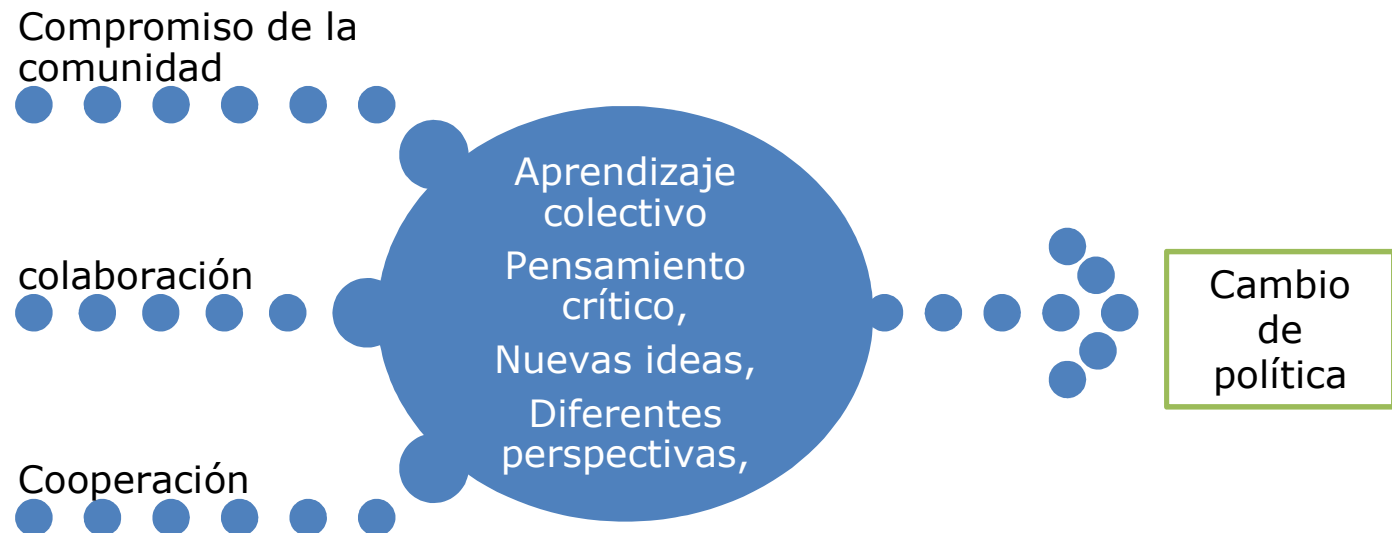 Compromiso de la
comunidad
colaboración
Cooperación
Aprendizaje
colectivo
Pensamiento
crítico,
Nuevas ideas,
Diferentes
perspectivas,
Cambio
de
política